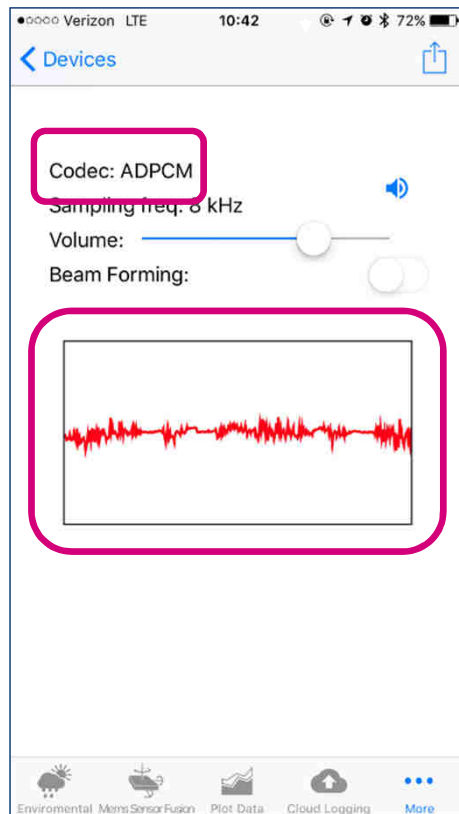 Verizon LTE 10:42 72%
Devices
Codec: ADPCM
Sampling freq: 8 kHz
Volume:
Beam Forming:
Enviromental Mems Sensor Fusion Plot Data Cloud Logging More